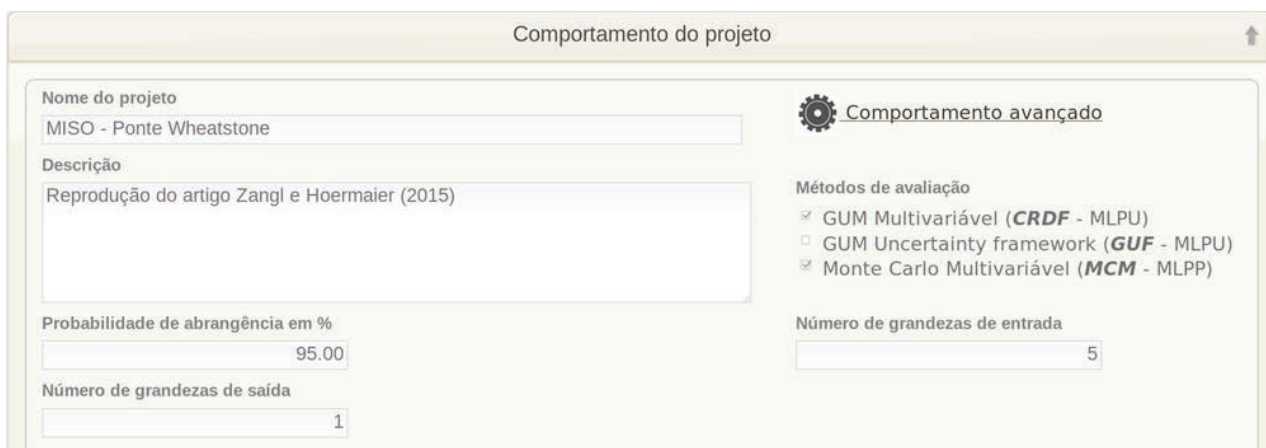 Comportamento do projeto
Nome do projeto
MISO - Ponte Wheatstone
Comportamento avançado
Descrição
Reprodução do artigo Zangl e Hoermaier (2015)
Métodos de avaliação
GUM Multivariável (CRDF - MLPU)
GUM Uncertainty framework (GUF - MLPU)
Monte Carlo Multivariável (MCM - MLPP)
Probabilidade de abrangência em %
95.00
Número de grandezas de entrada
5
Número de grandezas de saída
1